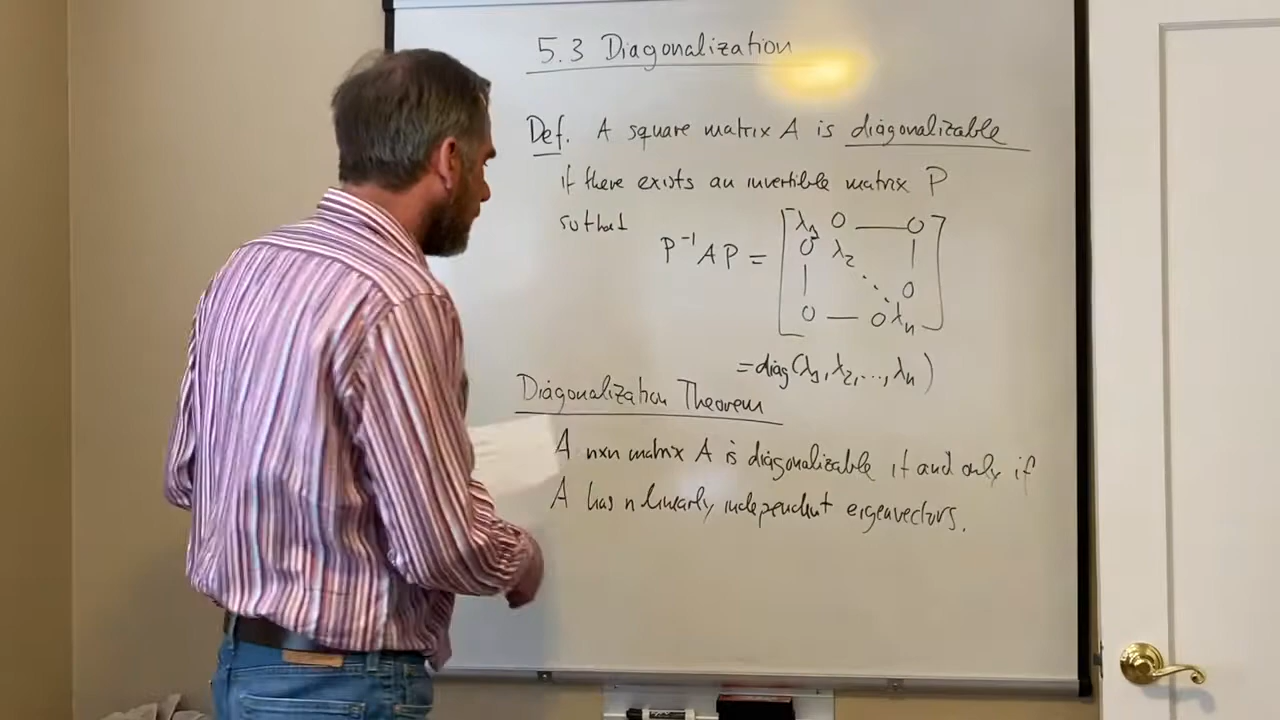 5.3 Diagonalization
Def. A square matrix A is diagonalizable
if there exists an invertible matrix P
so that
P⁻¹AP = [λ₁ 0 — 0
0 λ₂ |
| ⋱ 0
0 — 0 λₙ]
= diag(λ₁, λ₂, ..., λₙ)
Diagonalization Theorem
A n×n matrix A is diagonalizable if and only if
A has n linearly independent eigenvectors.